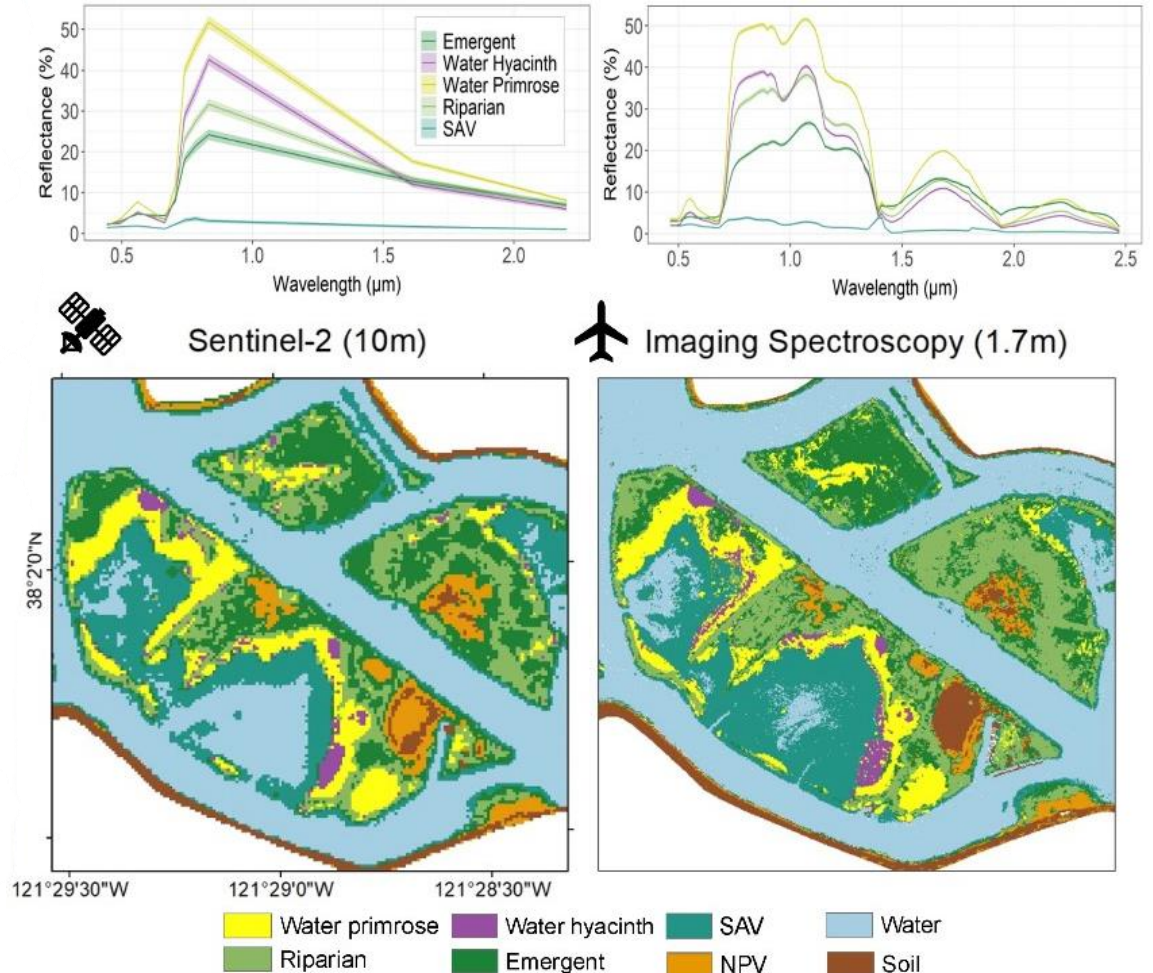 50
40
30
20
10
0
Reflectance (%)
Emergent
Water Hyacinth
Water Primrose
Riparian
SAV
0.5 1.0 1.5 2.0
Wavelength (µm)
50
40
30
20
10
0
Reflectance (%)
0.5 1.0 1.5 2.0 2.5
Wavelength (µm)
Sentinel-2 (10m)
Imaging Spectroscopy (1.7m)
38°2'0"N
121°29'30"W 121°29'0"W 121°28'30"W
Water primrose Water hyacinth SAV Water
Riparian Emergent NPV Soil